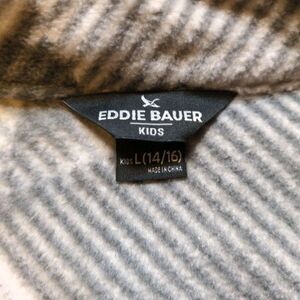 EDDIE BAUER
KIDS
KIDS L(14/16)
MADE IN CHINA